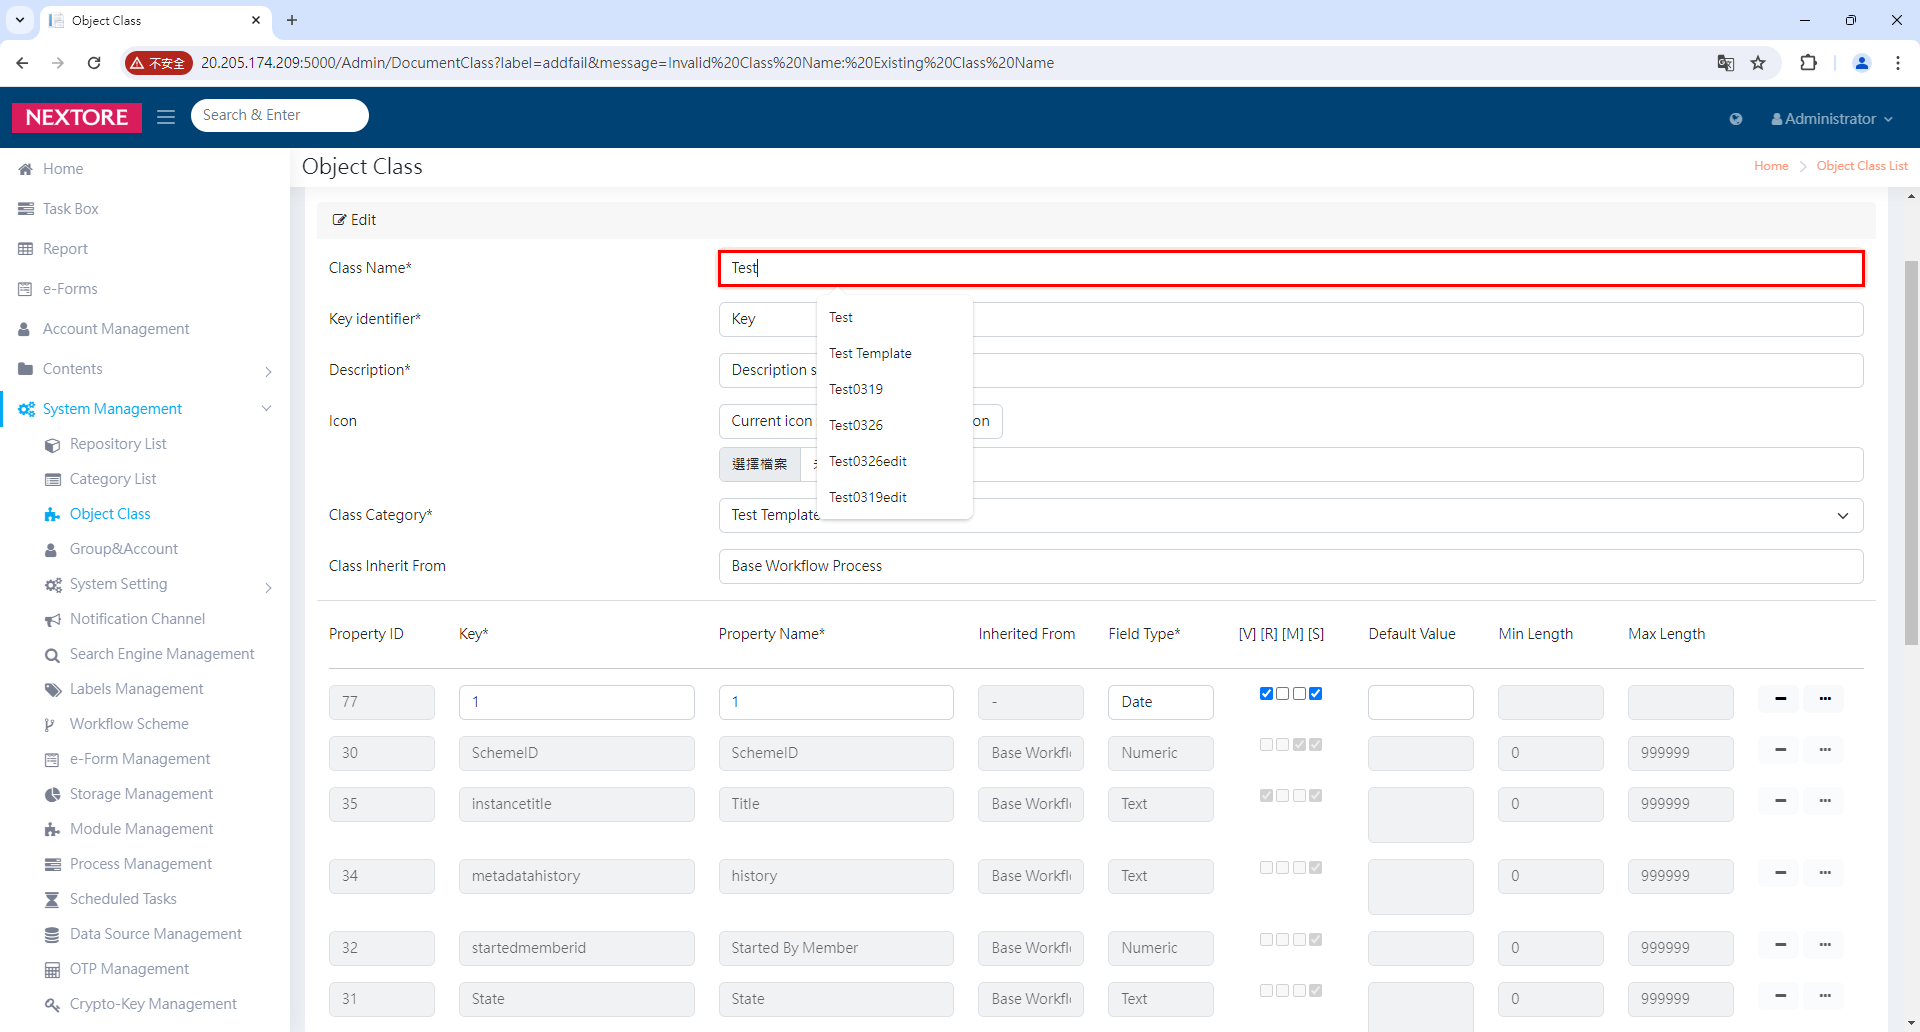 Object Class
不安全
20.205.174.209:5000/Admin/DocumentClass?label=addfail&message=Invalid%20Class%20Name:%20Existing%20Class%20Name
NEXTORE
Search & Enter
Administrator
Home
Task Box
Report
e-Forms
Account Management
Contents
System Management
Repository List
Category List
Object Class
Group&Account
System Setting
Notification Channel
Search Engine Management
Labels Management
Workflow Scheme
e-Form Management
Storage Management
Module Management
Process Management
Scheduled Tasks
Data Source Management
OTP Management
Crypto-Key Management
Object Class
Home
Object Class List
Edit
Class Name*
Test
Key identifier*
Key
Description*
Description s
Icon
Current icon
on
選擇檔案
Class Category*
Test Template
Class Inherit From
Base Workflow Process
Test
Test Template
Test0319
Test0326
Test0326edit
Test0319edit
Property ID Key* Property Name* Inherited From Field Type* [V] [R] [M] [S] Default Value Min Length Max Length
77 1 1 - Date
30 SchemeID SchemeID Base Workfl Numeric 0 999999
35 instancetitle Title Base Workfl Text 0 999999
34 metadatahistory history Base Workfl Text 0 999999
32 startedmemberid Started By Member Base Workfl Numeric 0 999999
31 State State Base Workfl Text 0 999999